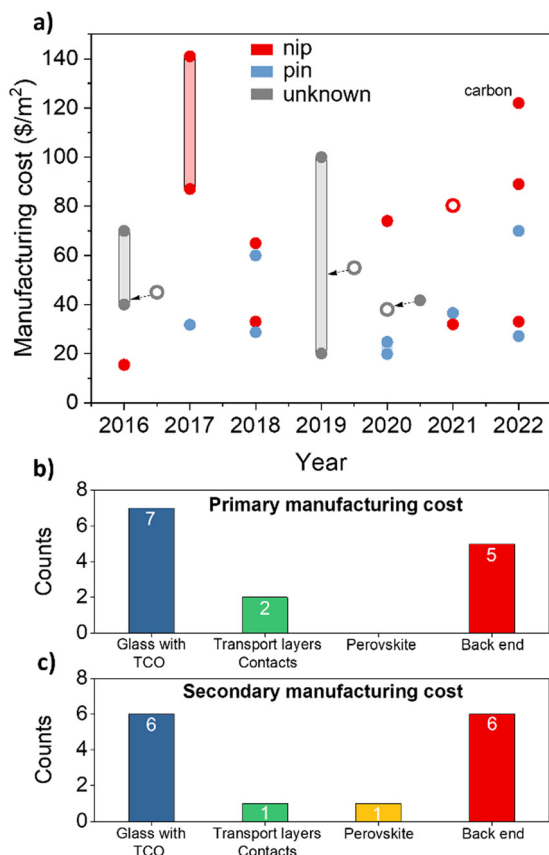 a)
nip
pin
unknown
carbon
Manufacturing cost ($/m²)
140
120
100
80
60
40
20
0
2016 2017 2018 2019 2020 2021 2022
Year
b)
Primary manufacturing cost
Counts
8
6
4
2
0
7
2
5
Glass with TCO
Transport layers Contacts
Perovskite
Back end
c)
Secondary manufacturing cost
Counts
8
6
4
2
0
6
1
1
6
Glass with TCO
Transport layers Contacts
Perovskite
Back end